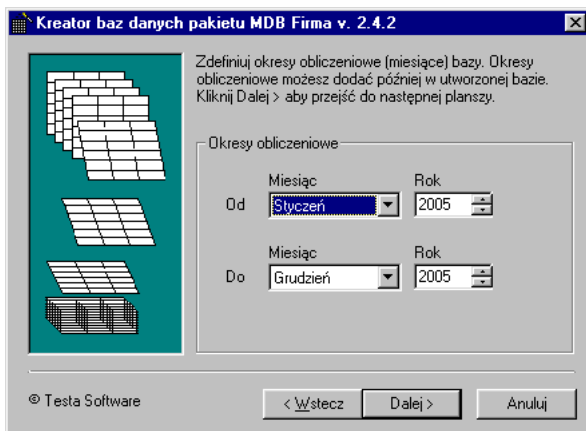 Kreator baz danych pakietu MDB Firma v. 2.4.2
Zdefiniuj okresy obliczeniowe (miesiące) bazy. Okresy
obliczeniowe możesz dodać później w utworzonej bazie.
Kliknij Dalej > aby przejść do następnej planszy.
Okresy obliczeniowe
Miesiąc Rok
Od Styczeń 2005
Miesiąc Rok
Do Grudzień 2005
© Testa Software < Wstecz Dalej > Anuluj